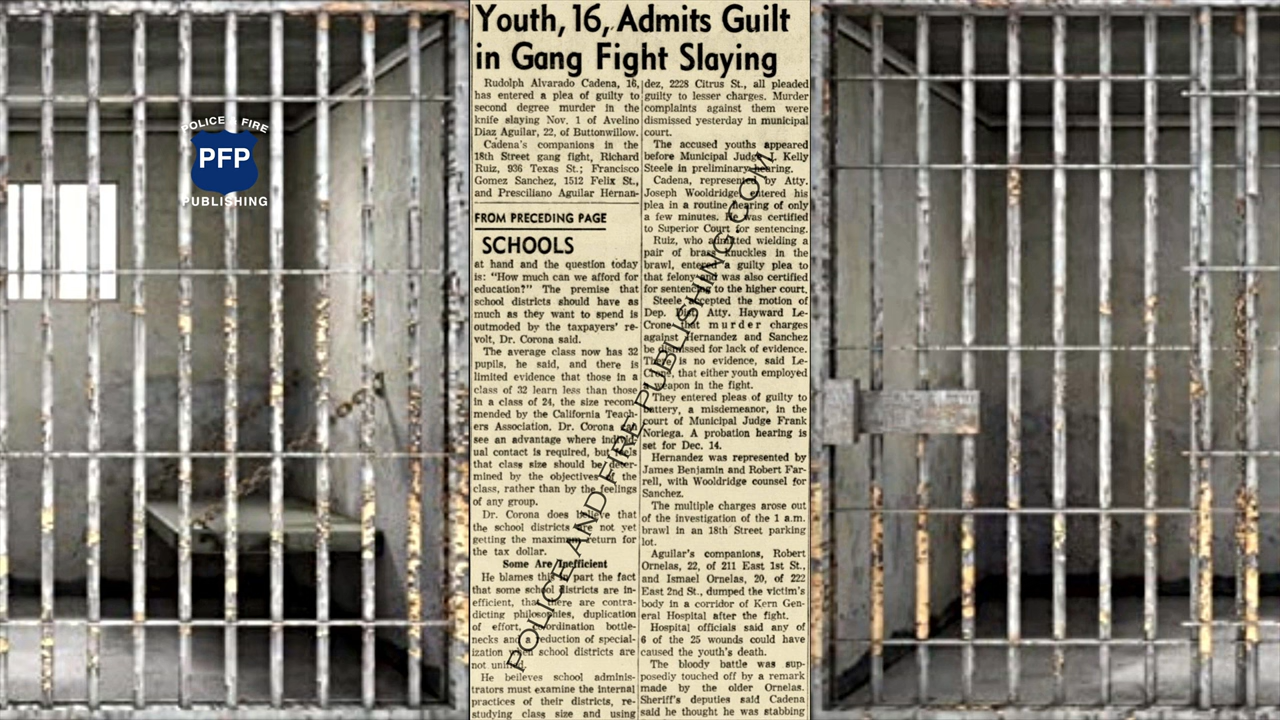 POLICE & FIRE
PFP
PUBLISHING
Youth, 16, Admits Guilt
in Gang Fight Slaying
Rudolph Alvarado Cadena, 16,
has entered a plea of guilty to
second degree murder in the
knife slaying Nov. 1 of Avelino
Diaz Aguilar, 22, of Buttonwillow.
Cadena's companions in the
18th Street gang fight, Richard
Ruiz, 936 Texas St.; Francisco
Gomez Sanchez, 1512 Felix St.,
and Presciliano Aguilar Hernan-
dez, 2228 Citrus St., all pleaded
guilty to lesser charges. Murder
complaints against them were
dismissed yesterday in municipal
court.
The accused youths appeared
before Municipal Judge J. Kelly
Steele in preliminary hearing.
Cadena, represented by Atty.
Joseph Wooldridge, entered his
plea in a routine hearing of only
a few minutes. He was certified
to Superior Court for sentencing.
Ruiz, who admitted wielding a
pair of brass knuckles in the
brawl, entered a guilty plea to
that felony and was also certified
for sentencing to the higher court.
Steele accepted the motion of
Dep. Dist. Atty. Hayward Le-
Crone that murder charges
against Hernandez and Sanchez
be dismissed for lack of evidence.
There is no evidence, said Le-
Crone, that either youth employed
a weapon in the fight.
They entered pleas of guilty to
battery, a misdemeanor, in the
court of Municipal Judge Frank
Noriega. A probation hearing is
set for Dec. 14.
Hernandez was represented by
James Benjamin and Robert Far-
rell, with Wooldridge counsel for
Sanchez.
The multiple charges arose out
of the investigation of the 1 a.m.
brawl in an 18th Street parking
lot.
Aguilar's companions, Robert
Ornelas, 22, of 211 East 1st St.,
and Ismael Ornelas, 20, of 222
East 2nd St., dumped the victim's
body in a corridor of Kern Gen-
eral Hospital after the fight.
Hospital officials said any of
6 of the 25 wounds could have
caused the youth's death.
The bloody battle was sup-
posedly touched off by a remark
made by the older Ornelas.
Sheriff's deputies said Cadena
said he thought he was stabbing
FROM PRECEDING PAGE
SCHOOLS
at hand and the question today
is: "How much can we afford for
education?" The premise that
school districts should have as
much as they want to spend is
outmoded by the taxpayers' re-
volt, Dr. Corona said.
The average class now has 32
pupils, he said, and there is
limited evidence that those in a
class of 32 learn less than those
in a class of 24, the size recom-
mended by the California Teach-
ers Association. Dr. Corona can
see an advantage where individ-
ual contact is required, but feels
that class size should be deter-
mined by the objectives of the
class, rather than by the feelings
of any group.
Dr. Corona does believe that
the school districts are not yet
getting the maximum return for
the tax dollar.
Some Are Inefficient
He blames this in part the fact
that some school districts are in-
efficient, that there are contra-
dicting philosophies, duplication
of effort, coordination bottle-
necks and a reduction of special-
ization when school districts are
not unified.
He believes school adminis-
trators must examine the internal
practices of their districts, re-
studying class size and using
POLICE AND FIRE PUBLISHING.COM